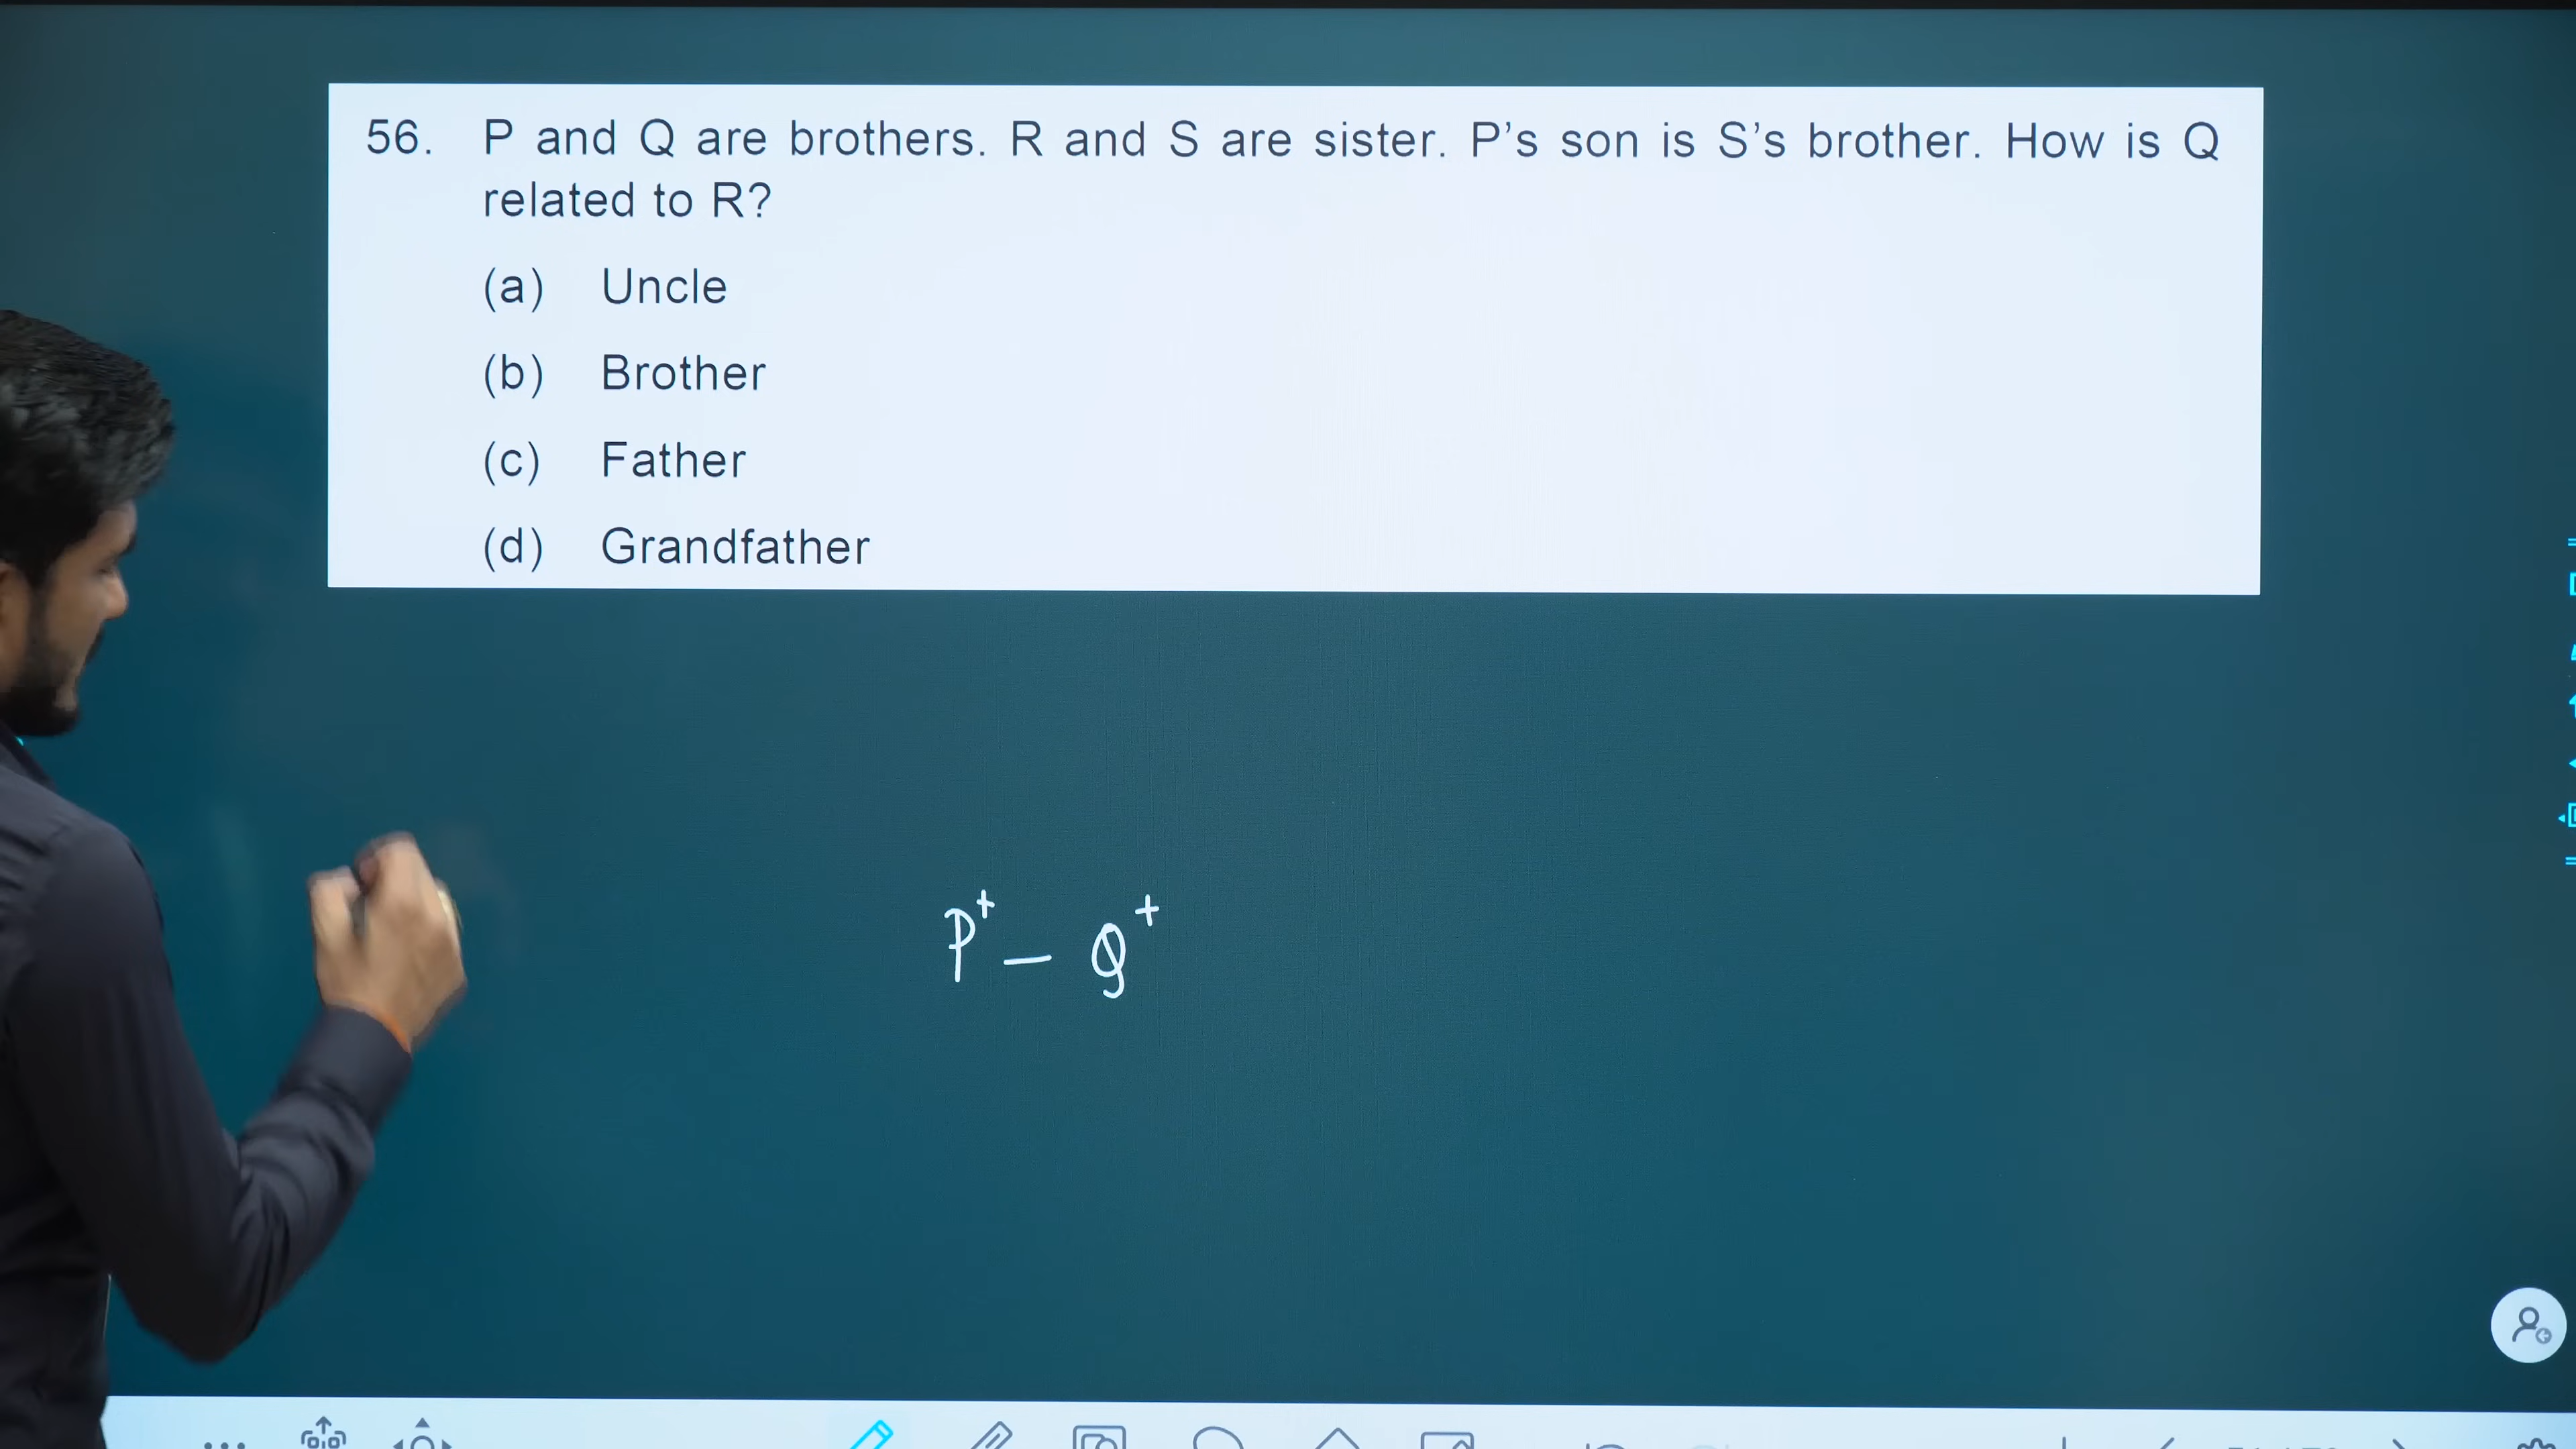 56. P and Q are brothers. R and S are sister. P's son is S's brother. How is Q
related to R?
(a) Uncle
(b) Brother
(c) Father
(d) Grandfather
P+ – Q+